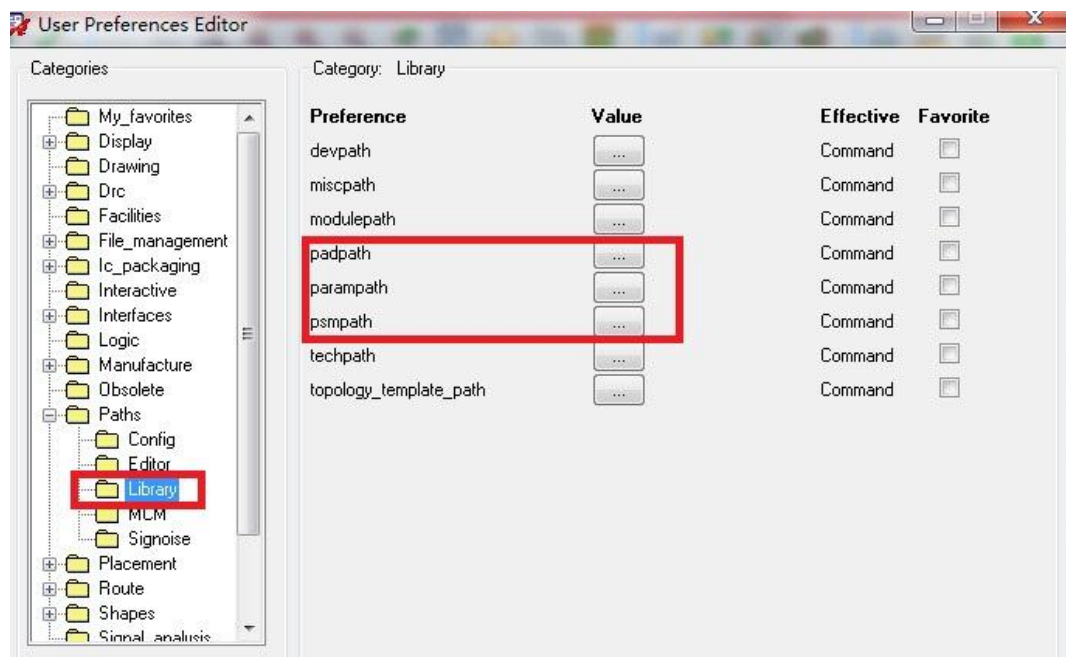 User Preferences Editor
Categories
Category: Library
My_favorites
Display
Drawing
Drc
Facilities
File_management
Ic_packaging
Interactive
Interfaces
Logic
Manufacture
Obsolete
Paths
Config
Editor
Library
MCM
Signoise
Placement
Route
Shapes
Signal_analysis
Preference Value Effective Favorite
devpath ... Command
miscpath ... Command
modulepath ... Command
padpath ... Command
parampath ... Command
psmpath ... Command
techpath ... Command
topology_template_path ... Command